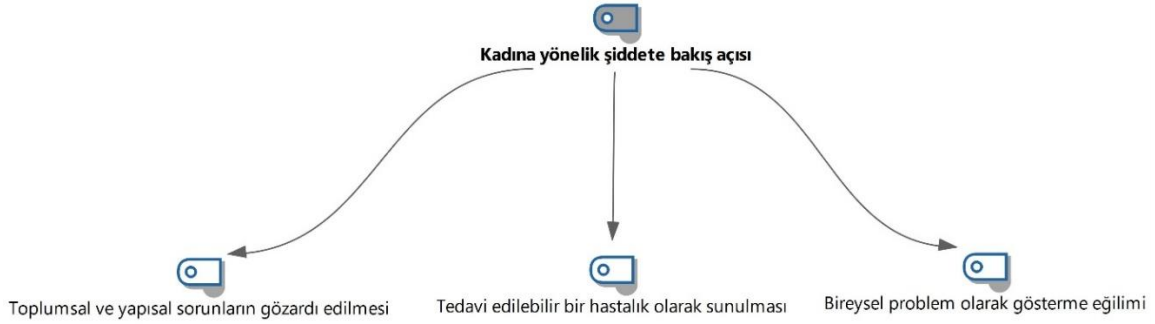 Kadına yönelik şiddete bakış açısı
Toplumsal ve yapısal sorunların gözardı edilmesi
Tedavi edilebilir bir hastalık olarak sunulması
Bireysel problem olarak gösterme eğilimi